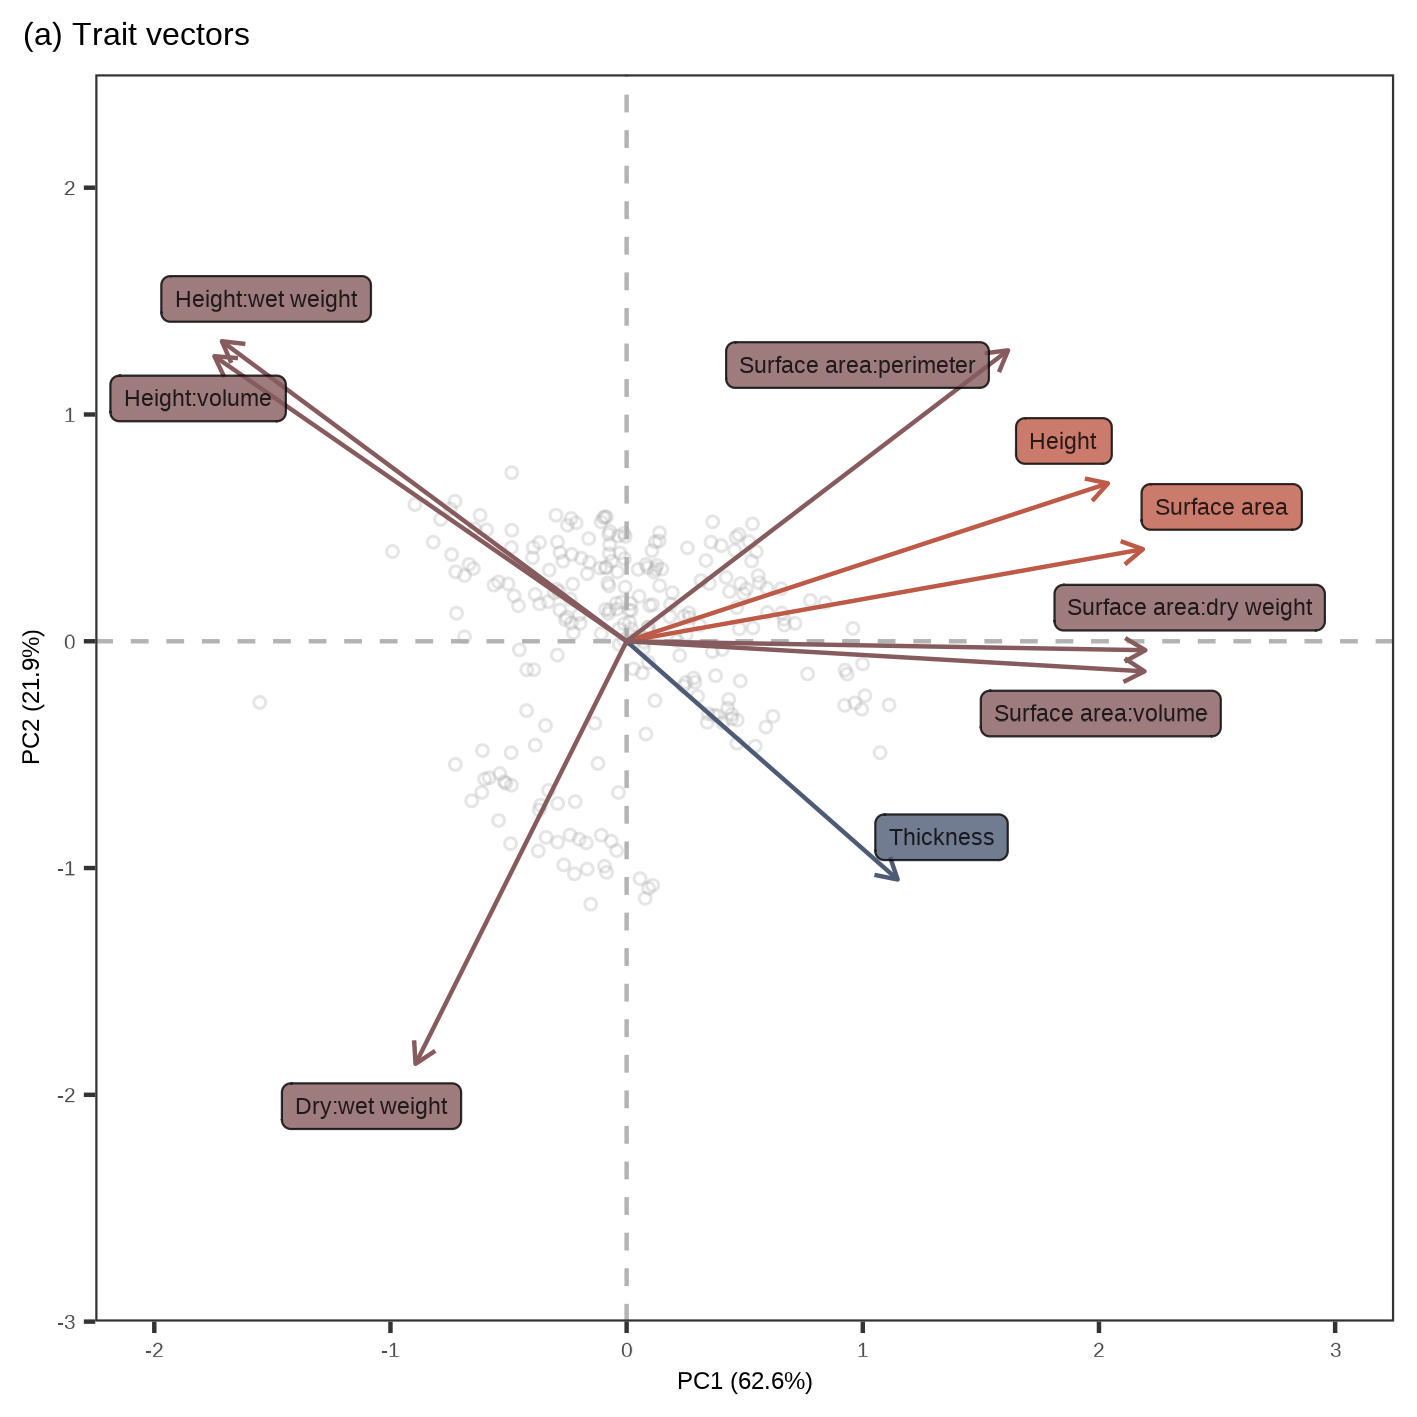 (a) Trait vectors
2
Height:wet weight
Surface area:perimeter
Height:volume
1
Height
Surface area
Surface area:dry weight
0
Surface area:volume
PC2 (21.9%)
Thickness
-1
-2
Dry:wet weight
-3
-2
-1
0
1
2
3
PC1 (62.6%)